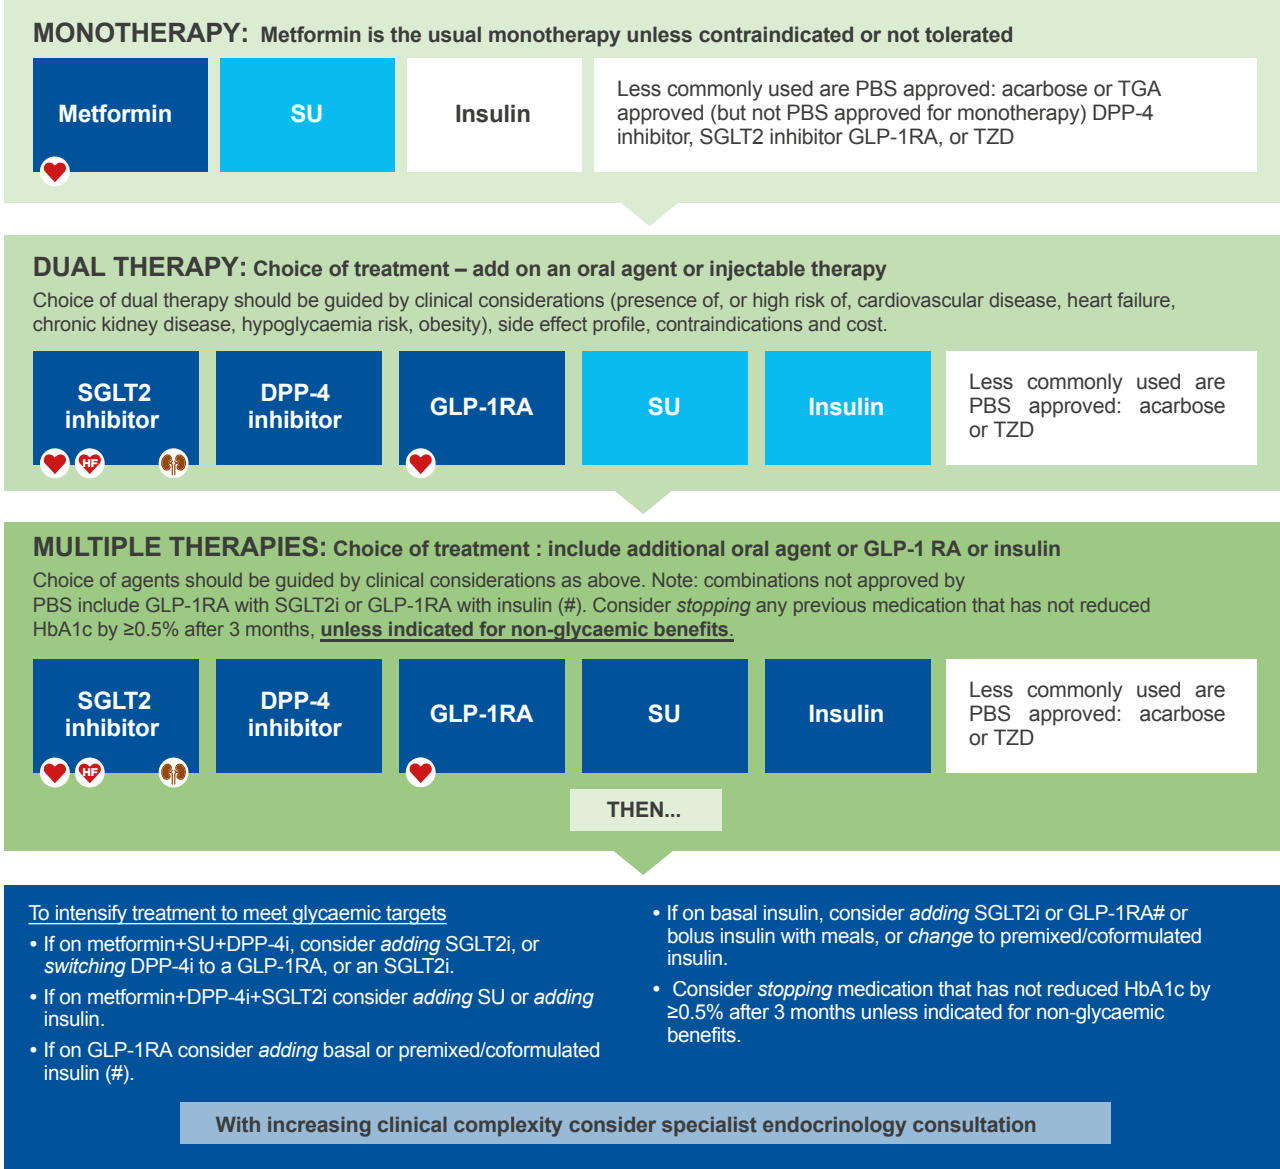 MONOTHERAPY: Metformin is the usual monotherapy unless contraindicated or not tolerated
Metformin
SU
Insulin
Less commonly used are PBS approved: acarbose or TGA
approved (but not PBS approved for monotherapy) DPP-4
inhibitor, SGLT2 inhibitor GLP-1RA, or TZD
DUAL THERAPY: Choice of treatment – add on an oral agent or injectable therapy
Choice of dual therapy should be guided by clinical considerations (presence of, or high risk of, cardiovascular disease, heart failure,
chronic kidney disease, hypoglycaemia risk, obesity), side effect profile, contraindications and cost.
SGLT2
inhibitor
HF
DPP-4
inhibitor
GLP-1RA
SU
Insulin
Less commonly used are
PBS approved: acarbose
or TZD
MULTIPLE THERAPIES: Choice of treatment : include additional oral agent or GLP-1 RA or insulin
Choice of agents should be guided by clinical considerations as above. Note: combinations not approved by
PBS include GLP-1RA with SGLT2i or GLP-1RA with insulin (#). Consider stopping any previous medication that has not reduced
HbA1c by ≥0.5% after 3 months, unless indicated for non-glycaemic benefits.
SGLT2
inhibitor
HF
DPP-4
inhibitor
GLP-1RA
SU
Insulin
Less commonly used are
PBS approved: acarbose
or TZD
THEN...
To intensify treatment to meet glycaemic targets
• If on metformin+SU+DPP-4i, consider adding SGLT2i, or
switching DPP-4i to a GLP-1RA, or an SGLT2i.
• If on metformin+DPP-4i+SGLT2i consider adding SU or adding
insulin.
• If on GLP-1RA consider adding basal or premixed/coformulated
insulin (#).
• If on basal insulin, consider adding SGLT2i or GLP-1RA# or
bolus insulin with meals, or change to premixed/coformulated
insulin.
• Consider stopping medication that has not reduced HbA1c by
≥0.5% after 3 months unless indicated for non-glycaemic
benefits.
With increasing clinical complexity consider specialist endocrinology consultation